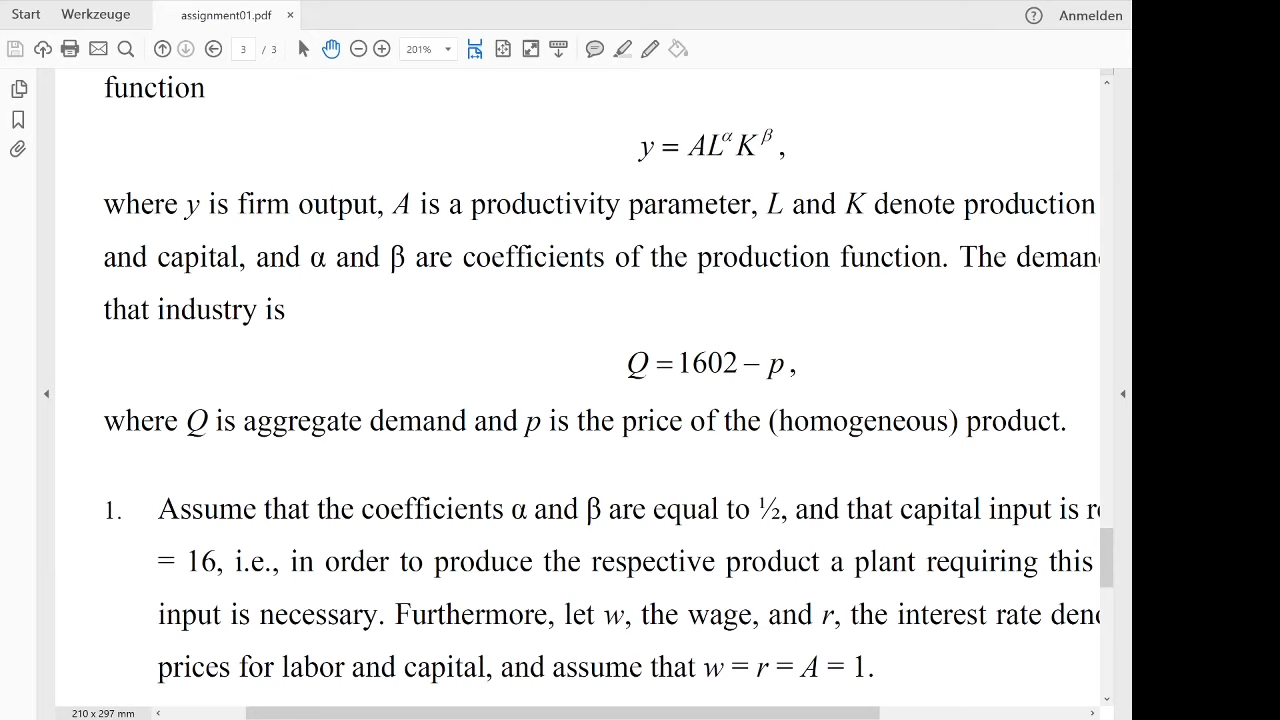 Start Werkzeuge assignment01.pdf × ? Anmelden
3 / 3 201%
function
y = AL^α K^β,
where y is firm output, A is a productivity parameter, L and K denote production
and capital, and α and β are coefficients of the production function. The
that industry is
Q = 1602 − p,
where Q is aggregate demand and p is the price of the (homogeneous) product.
1. Assume that the coefficients α and β are equal to ½, and that capital input is
= 16, i.e., in order to produce the respective product a plant requiring this
input is necessary. Furthermore, let w, the wage, and r, the interest rate
prices for labor and capital, and assume that w = r = A = 1.
210 x 297 mm